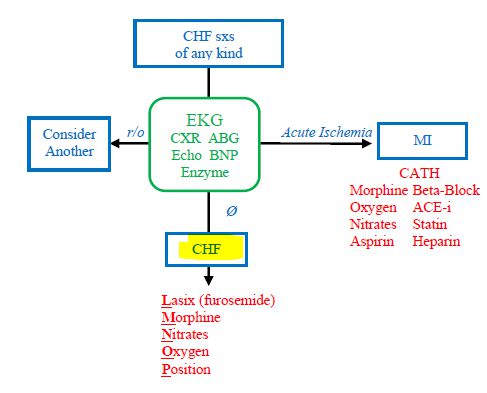 CHF sxs
of any kind
EKG
CXR ABG
Echo BNP
Enzyme
r/o
Consider
Another
Acute Ischemia
MI
CATH
Morphine Beta-Block
Oxygen ACE-i
Nitrates Statin
Aspirin Heparin
Ø
CHF
Lasix (furosemide)
Morphine
Nitrates
Oxygen
Position